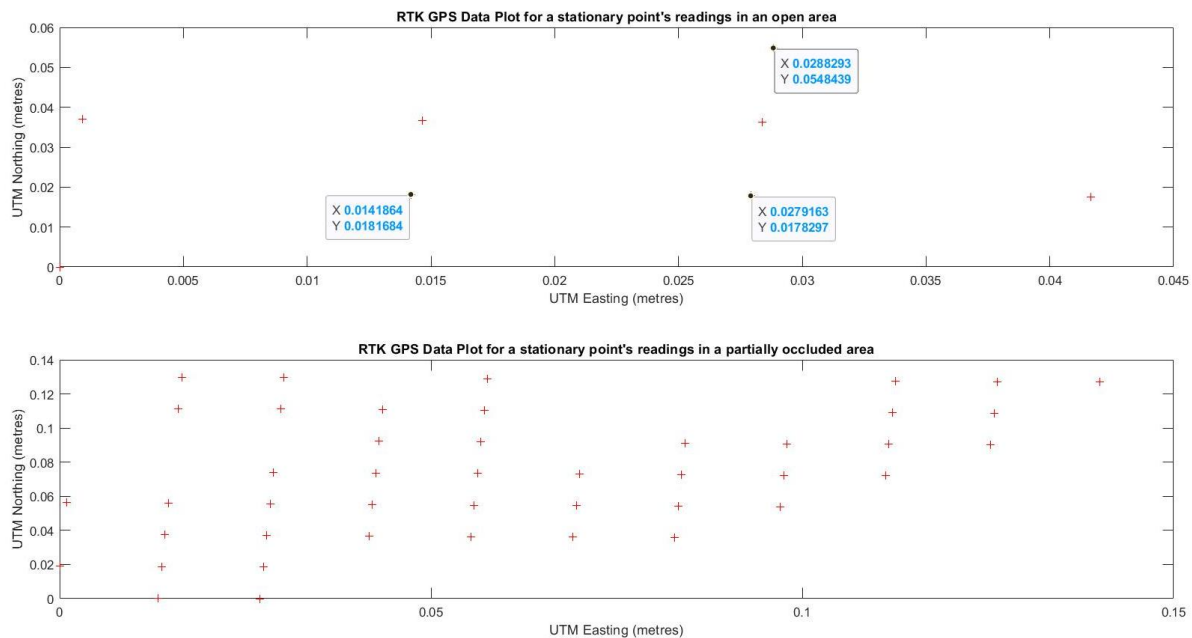 RTK GPS Data Plot for a stationary point's readings in an open area
UTM Northing (metres)
0.06
0.05
0.04
0.03
0.02
0.01
0
X 0.0288293
Y 0.0548439
X 0.0141864
Y 0.0181684
X 0.0279163
Y 0.0178297
0 0.005 0.01 0.015 0.02 0.025 0.03 0.035 0.04 0.045
UTM Easting (metres)
RTK GPS Data Plot for a stationary point's readings in a partially occluded area
UTM Northing (metres)
0.14
0.12
0.1
0.08
0.06
0.04
0.02
0
0 0.05 0.1 0.15
UTM Easting (metres)